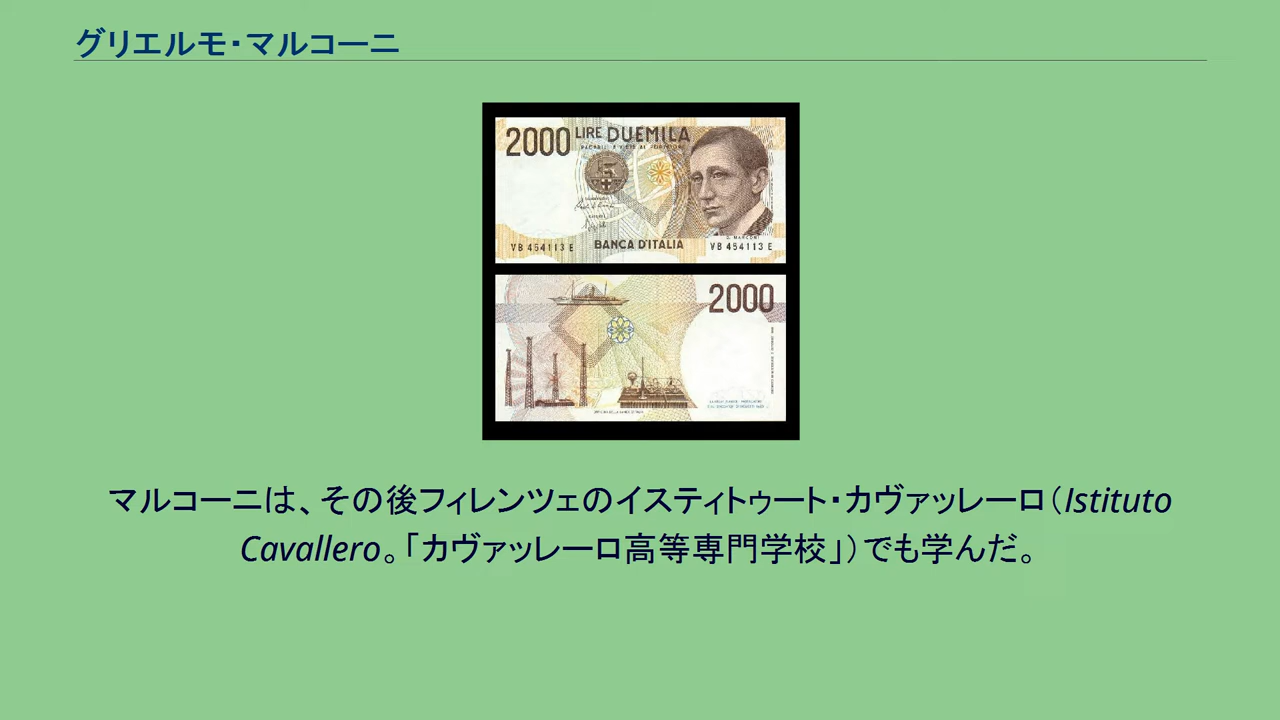 グリエルモ・マルコーニ
2000 LIRE DUEMILA
VB 454113 E
BANCA D'ITALIA
G. MARCONI
VB 454113 E
2000
マルコーニは、その後フィレンツェのイスティトゥート・カヴァッレーロ（Istituto
Cavallero。「カヴァッレーロ高等専門学校」）でも学んだ。